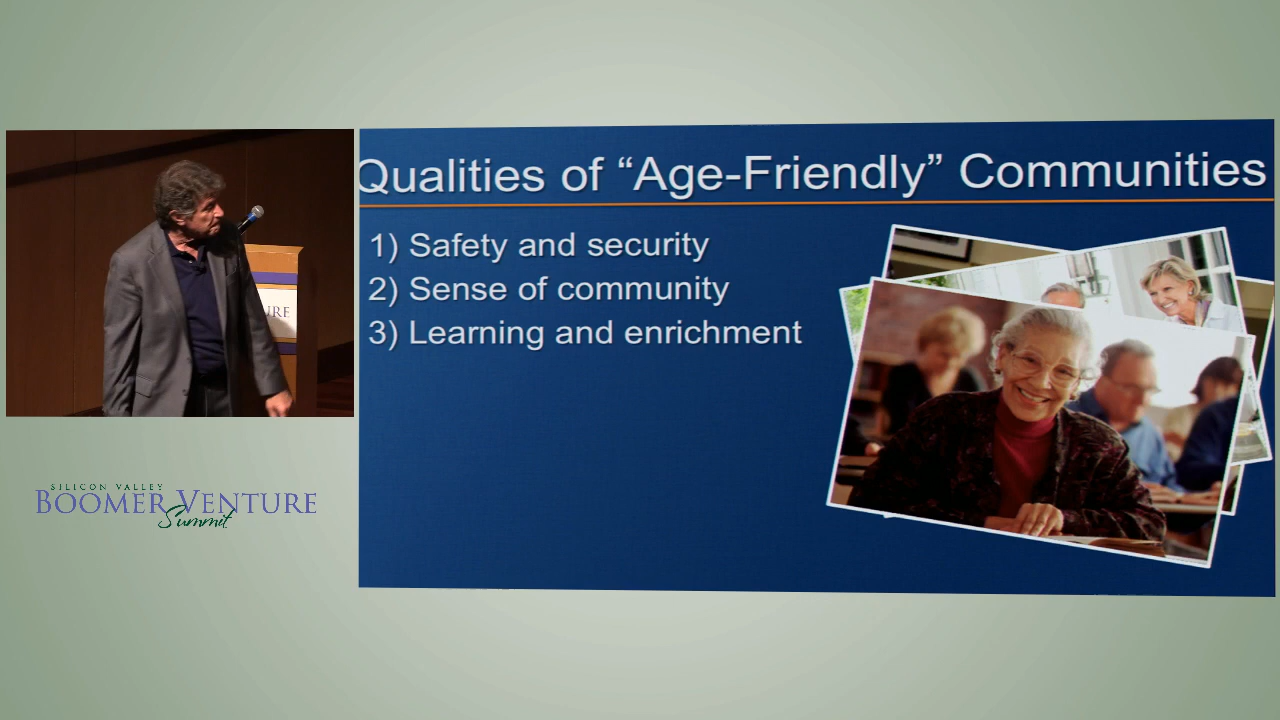 Qualities of “Age-Friendly” Communities
1) Safety and security
2) Sense of community
3) Learning and enrichment
URE
SILICON VALLEY
BOOMER VENTURE
Summit